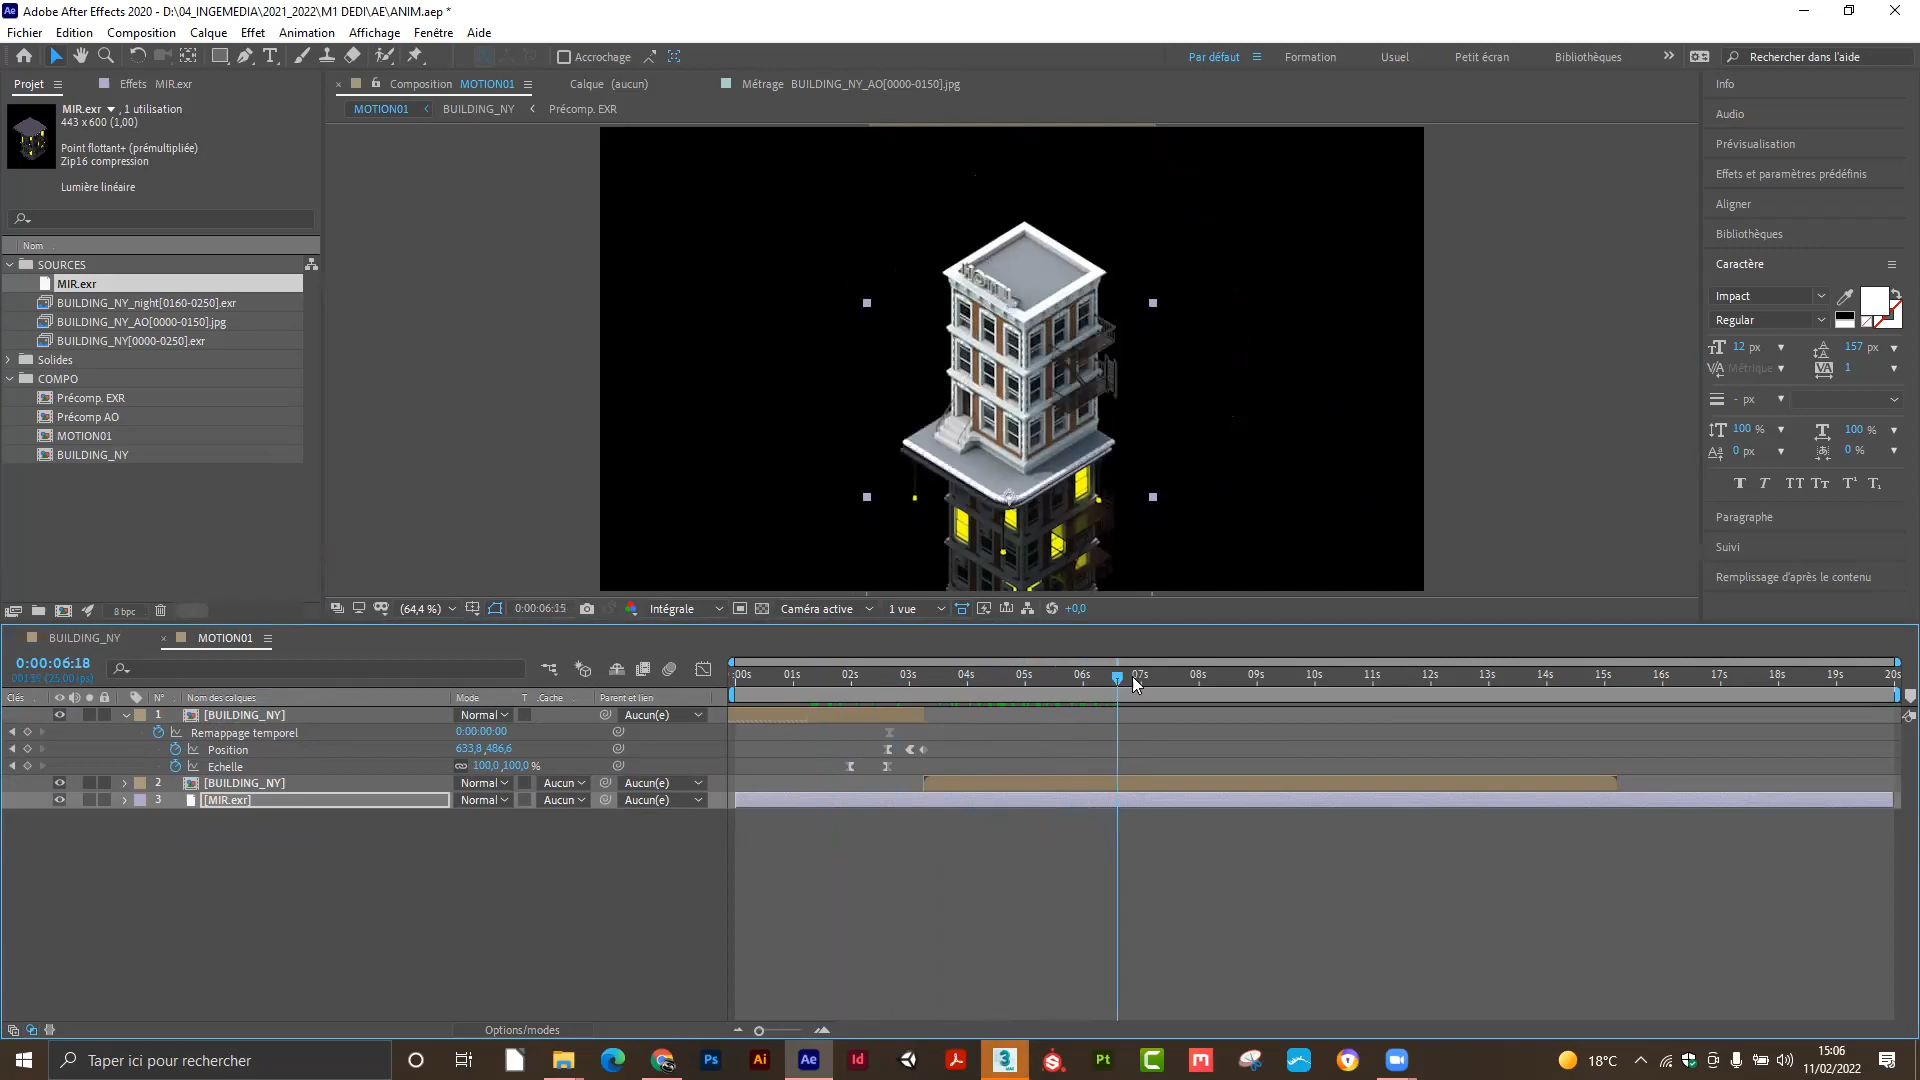 Adobe After Effects 2020 - D:\04_INGEMEDIA\2021_2022\M1 DEDI\AE\ANIM.aep *
Fichier Edition Composition Calque Effet Animation Affichage Fenêtre Aide
Accrochage Par défaut Formation Usuel Petit écran Bibliothèques Rechercher dans l'aide
Projet Effets MIR.exr Composition MOTION01 Calque (aucun) Métrage BUILDING_NY_AO[0000-0150].jpg Info
MIR.exr , 1 utilisation MOTION01 BUILDING_NY Précomp. EXR Audio
443 x 600 (1,00)
Point flottant+ (prémultipliée) Prévisualisation
Zip16 compression
Effets et paramètres prédéfinis
Lumière linéaire
Aligner
Bibliothèques
Nom
SOURCES Caractère
MIR.exr
BUILDING_NY_night[0160-0250].exr Impact
BUILDING_NY_AO[0000-0150].jpg Regular
BUILDING_NY[0000-0250].exr 12 px 157 px
Solides Métrique 1
COMPO
Précomp. EXR - px
Précomp AO
MOTION01 100 % 100 %
BUILDING_NY 0 px 0 %
Paragraphe
Suivi
Remplissage d'après le contenu
8 bpc (64,4 %) 0:00:06:15 Intégrale Caméra active 1 vue +0,0
BUILDING_NY MOTION01
0:00:06:18
(25.00 ips) :00s 01s 02s 03s 04s 05s 06s 07s 08s 09s 10s 11s 12s 13s 14s 15s 16s 17s 18s 19s 20s
Clés N° Nom des calques Mode T .Cache Parent et lien
1 [BUILDING_NY] Normal Aucun(e)
Remappage temporel 0:00:00:00
Position 633,8,486,6
Echelle 100,0,100,0 %
2 [BUILDING_NY] Normal Aucun Aucun(e)
3 [MIR.exr] Normal Aucun Aucun(e)
Options/modes
Taper ici pour rechercher 18°C 15:06
11/02/2022